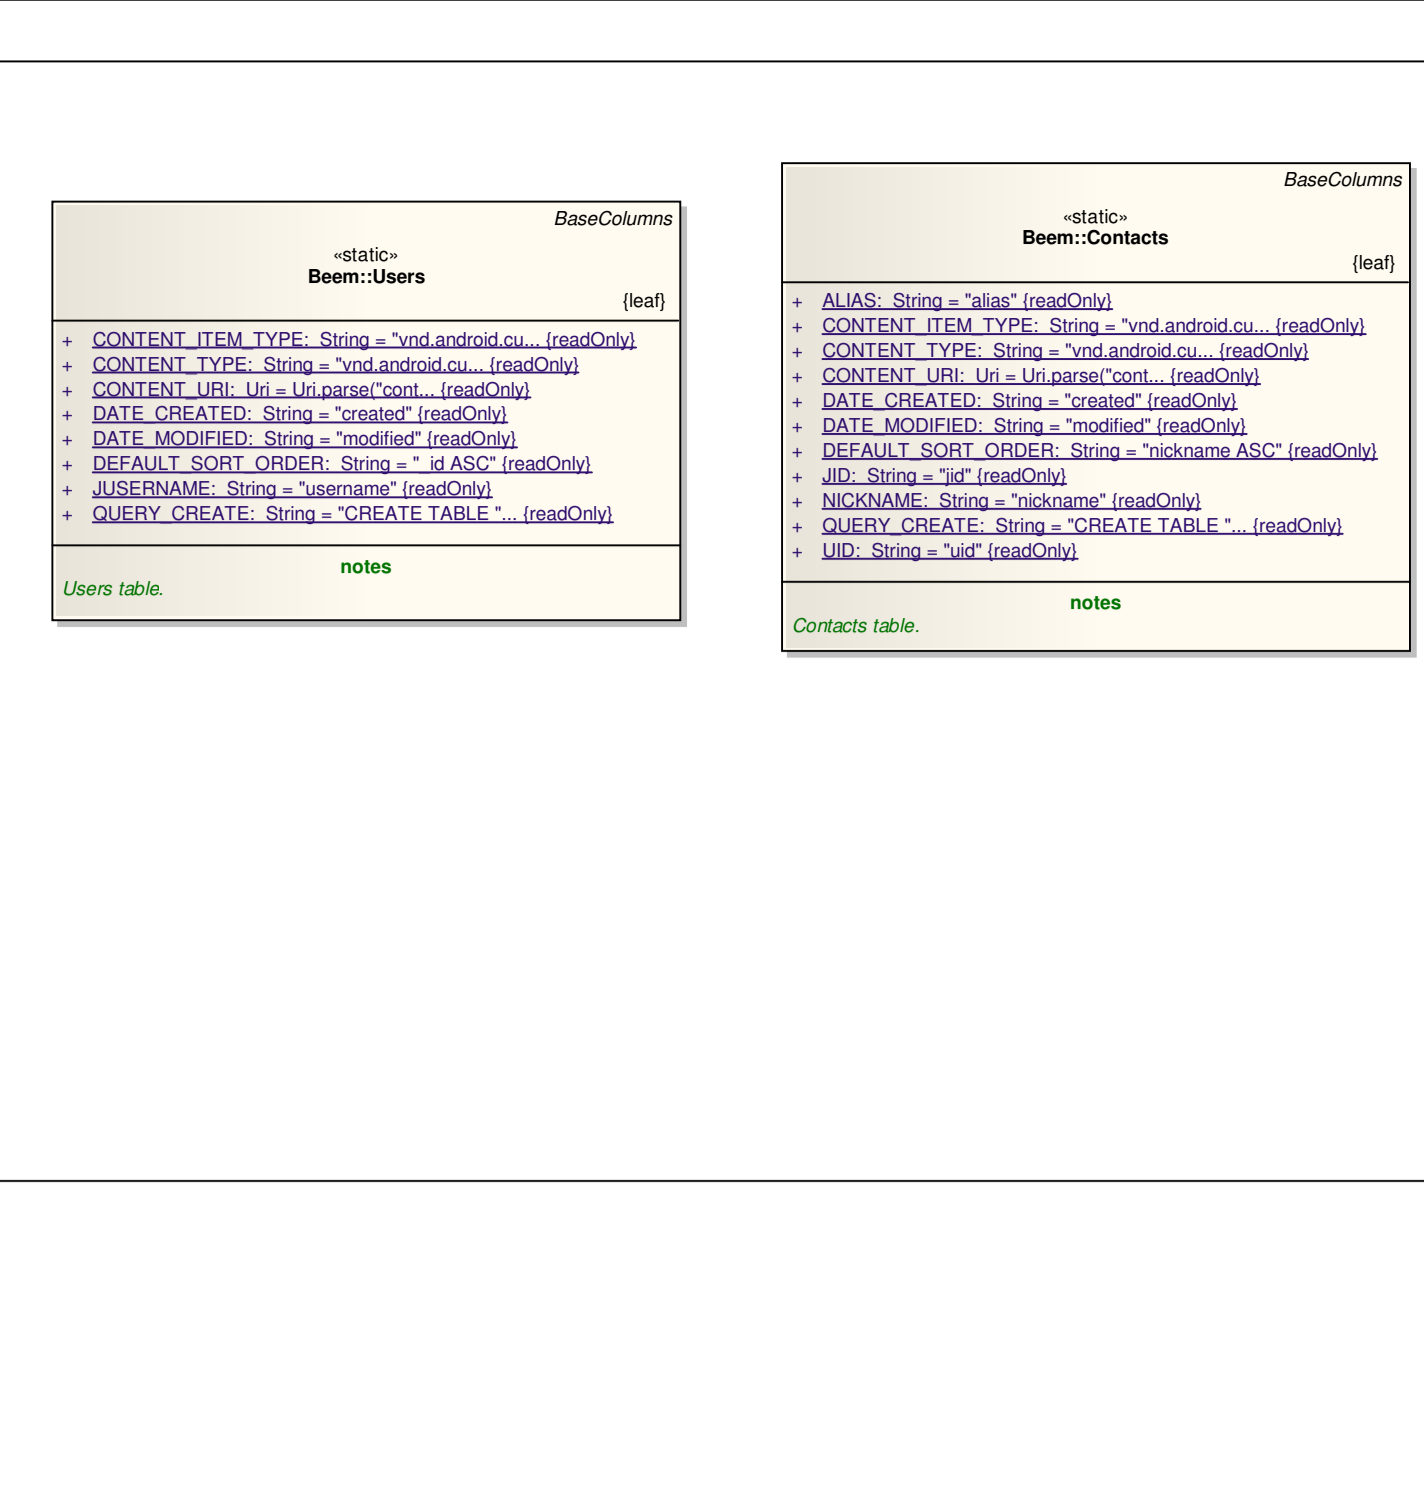 BaseColumns
«static»
Beem::Users
{leaf}
+ CONTENT_ITEM_TYPE: String = "vnd.android.cu... {readOnly}
+ CONTENT_TYPE: String = "vnd.android.cu... {readOnly}
+ CONTENT_URI: Uri = Uri.parse("cont... {readOnly}
+ DATE_CREATED: String = "created" {readOnly}
+ DATE_MODIFIED: String = "modified" {readOnly}
+ DEFAULT_SORT_ORDER: String = "_id ASC" {readOnly}
+ JUSERNAME: String = "username" {readOnly}
+ QUERY_CREATE: String = "CREATE TABLE "... {readOnly}
notes
Users table.
BaseColumns
«static»
Beem::Contacts
{leaf}
+ ALIAS: String = "alias" {readOnly}
+ CONTENT_ITEM_TYPE: String = "vnd.android.cu... {readOnly}
+ CONTENT_TYPE: String = "vnd.android.cu... {readOnly}
+ CONTENT_URI: Uri = Uri.parse("cont... {readOnly}
+ DATE_CREATED: String = "created" {readOnly}
+ DATE_MODIFIED: String = "modified" {readOnly}
+ DEFAULT_SORT_ORDER: String = "nickname ASC" {readOnly}
+ JID: String = "jid" {readOnly}
+ NICKNAME: String = "nickname" {readOnly}
+ QUERY_CREATE: String = "CREATE TABLE "... {readOnly}
+ UID: String = "uid" {readOnly}
notes
Contacts table.